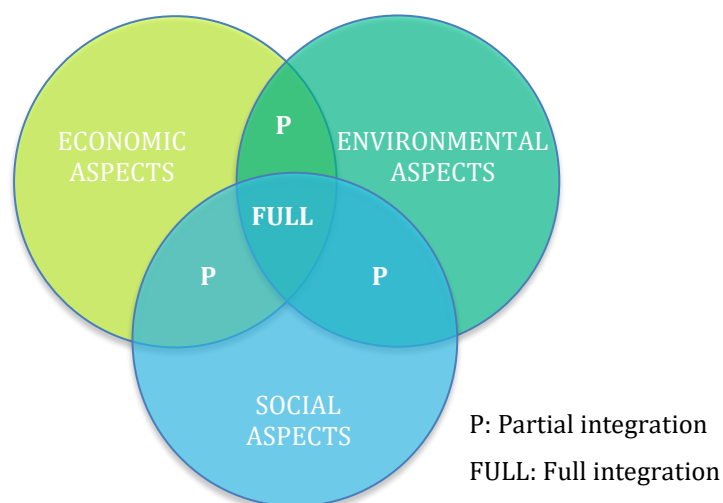 P
ECONOMIC
ASPECTS
ENVIRONMENTAL
ASPECTS
FULL
P
P
SOCIAL
ASPECTS
P: Partial integration
FULL: Full integration